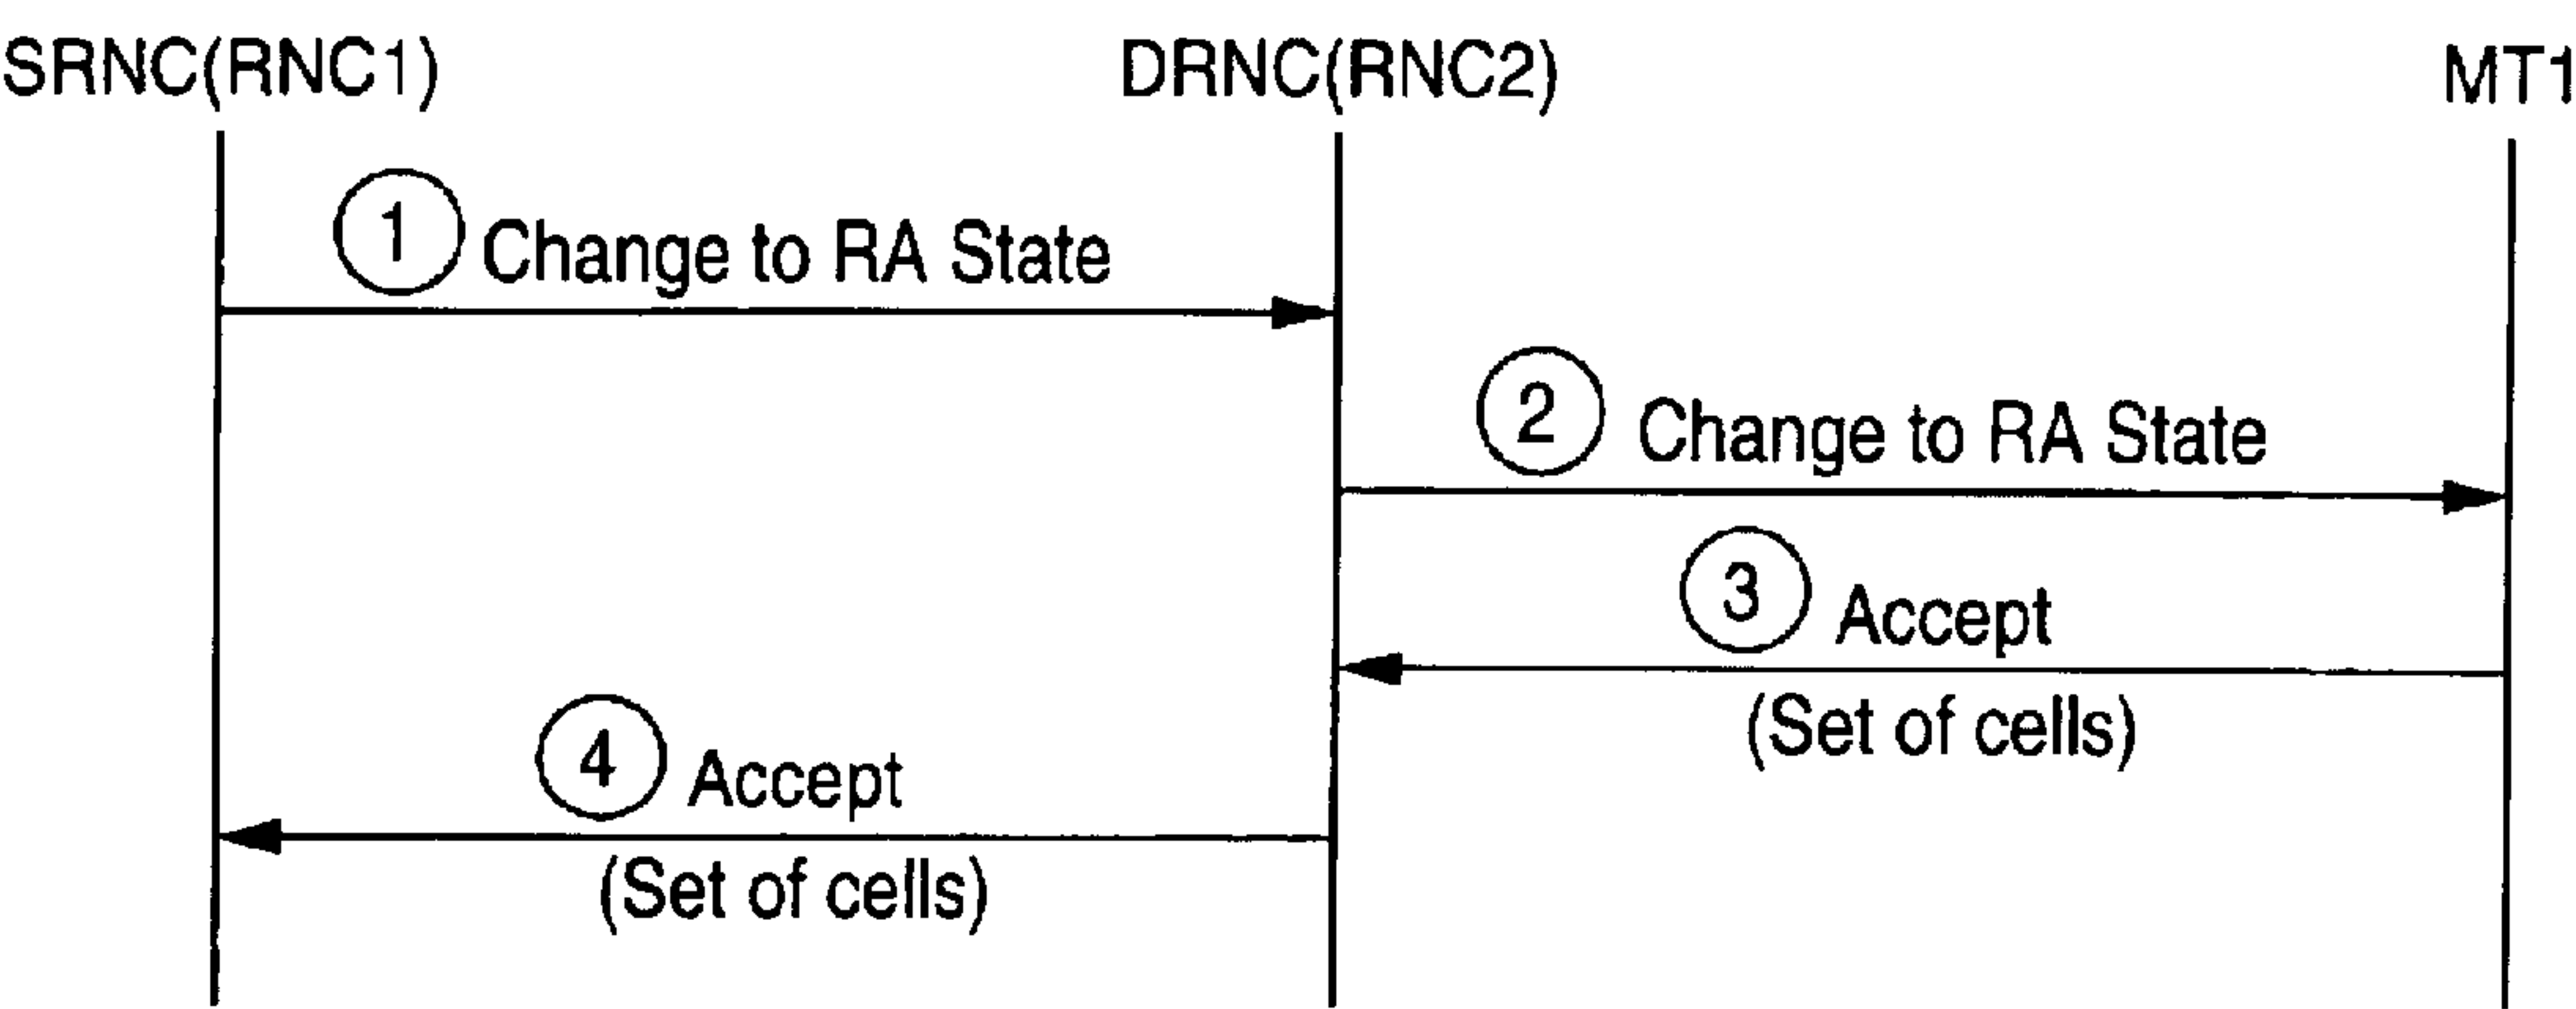 SRNC(RNC1)
DRNC(RNC2)
MT1
1 Change to RA State
2 Change to RA State
3 Accept
(Set of cells)
4 Accept
(Set of cells)